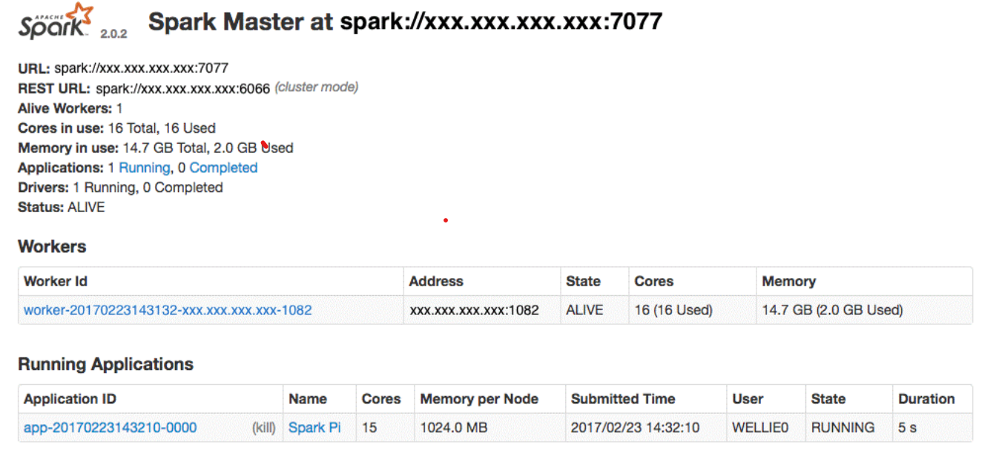 APACHE Spark 2.0.2 Spark Master at spark://xxx.xxx.xxx.xxx:7077
URL: spark://xxx.xxx.xxx.xxx:7077
REST URL: spark://xxx.xxx.xxx.xxx:6066 (cluster mode)
Alive Workers: 1
Cores in use: 16 Total, 16 Used
Memory in use: 14.7 GB Total, 2.0 GB Used
Applications: 1 Running, 0 Completed
Drivers: 1 Running, 0 Completed
Status: ALIVE
Workers
Worker Id Address State Cores Memory
worker-20170223143132-xxx.xxx.xxx.xxx-1082 xxx.xxx.xxx.xxx:1082 ALIVE 16 (16 Used) 14.7 GB (2.0 GB Used)
Running Applications
Application ID Name Cores Memory per Node Submitted Time User State Duration
app-20170223143210-0000 (kill) Spark Pi 15 1024.0 MB 2017/02/23 14:32:10 WELLIE0 RUNNING 5 s